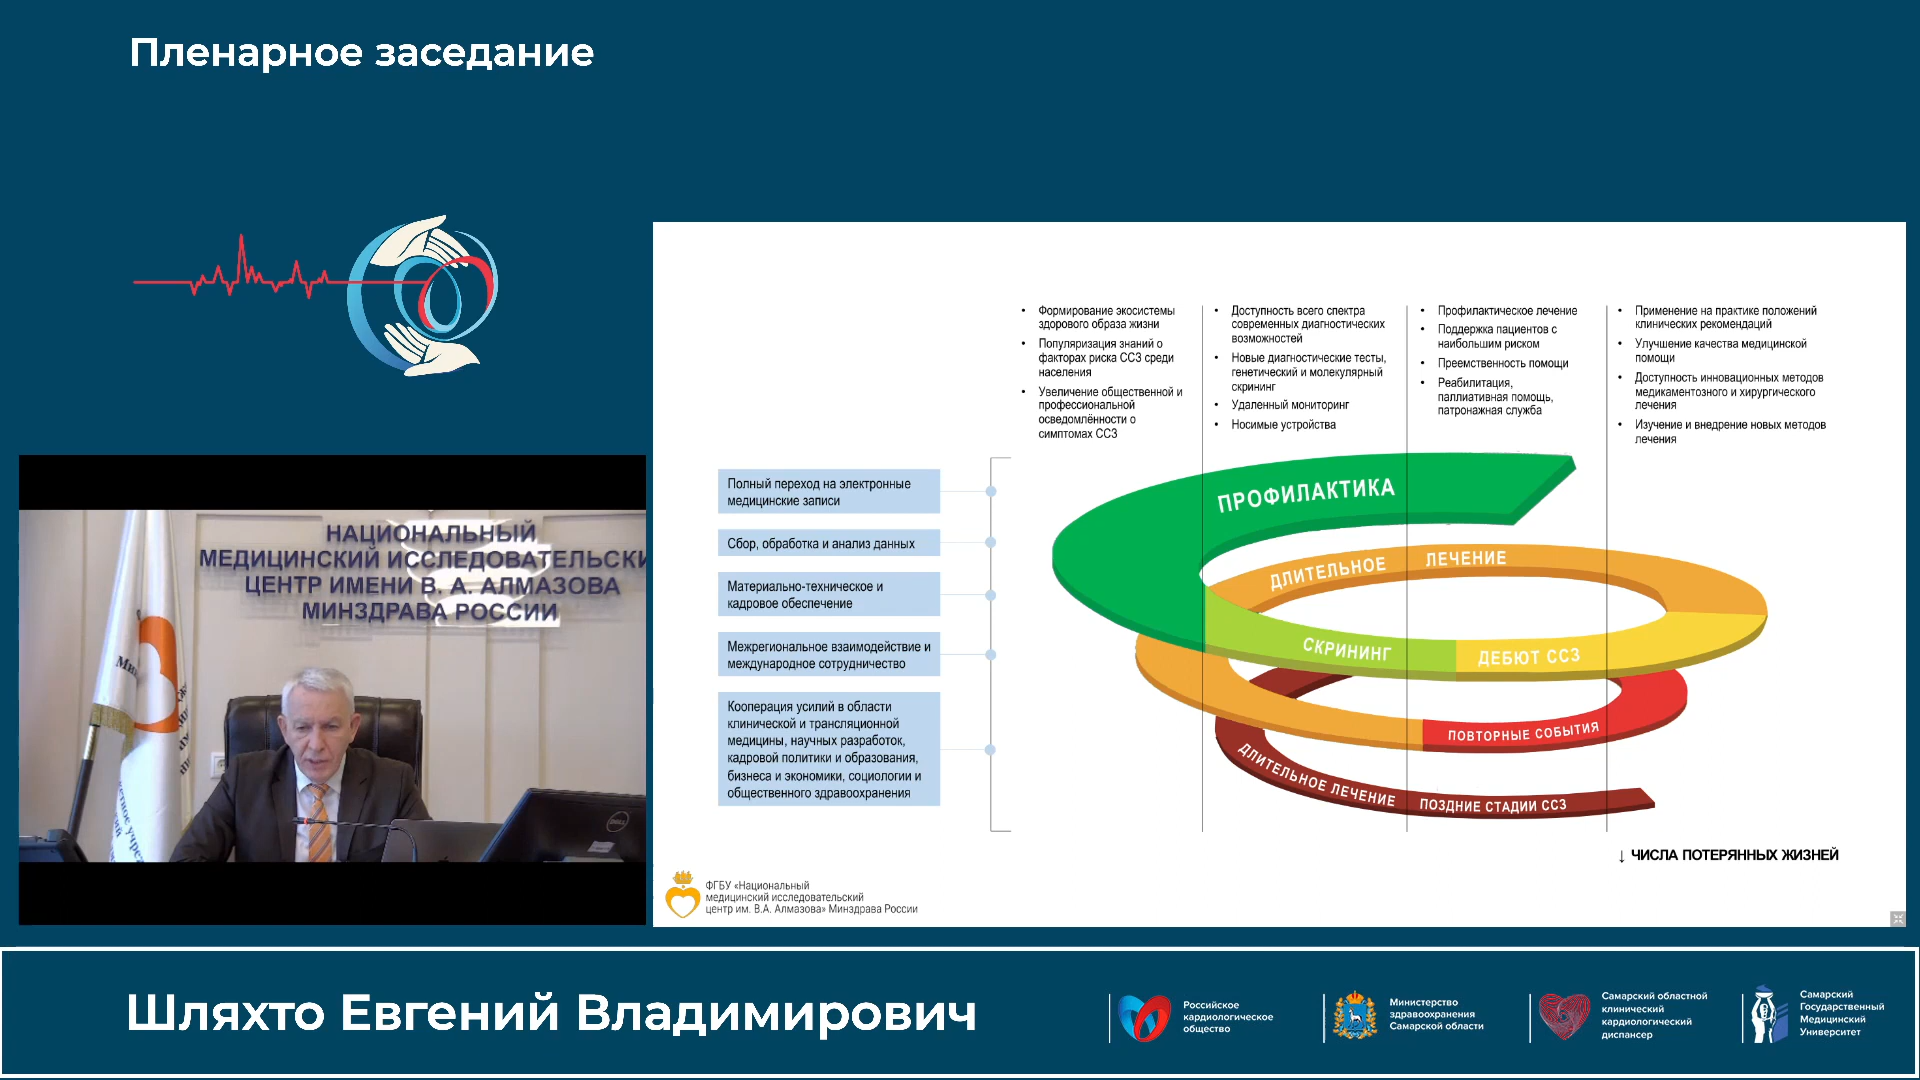 Пленарное заседание
• Формирование экосистемы
здорового образа жизни
• Популяризация знаний о
факторах риска ССЗ среди
населения
• Увеличение общественной и
профессиональной
осведомлённости о
симптомах ССЗ
• Доступность всего спектра
современных диагностических
возможностей
• Новые диагностические тесты,
генетический и молекулярный
скрининг
• Удаленный мониторинг
• Носимые устройства
• Профилактическое лечение
• Поддержка пациентов с
наибольшим риском
• Преемственность помощи
• Реабилитация,
паллиативная помощь,
патронажная служба
• Применение на практике положений
клинических рекомендаций
• Улучшение качества медицинской
помощи
• Доступность инновационных методов
медикаментозного и хирургического
лечения
• Изучение и внедрение новых методов
лечения
Полный переход на электронные
медицинские записи
Сбор, обработка и анализ данных
Материально-техническое и
кадровое обеспечение
Межрегиональное взаимодействие и
международное сотрудничество
Кооперация усилий в области
клинической и трансляционной
медицины, научных разработок,
кадровой политики и образования,
бизнеса и экономики, социологии и
общественного здравоохранения
ПРОФИЛАКТИКА
ДЛИТЕЛЬНОЕ ЛЕЧЕНИЕ
СКРИНИНГ
ДЕБЮТ ССЗ
ПОВТОРНЫЕ СОБЫТИЯ
ДЛИТЕЛЬНОЕ ЛЕЧЕНИЕ
ПОЗДНИЕ СТАДИИ ССЗ
↓ ЧИСЛА ПОТЕРЯННЫХ ЖИЗНЕЙ
ФГБУ «Национальный
медицинский исследовательский
центр им. В.А. Алмазова» Минздрава России
НАЦИОНАЛЬНЫЙ
МЕДИЦИНСКИЙ ИССЛЕДОВАТЕЛЬСКИ
ЦЕНТР ИМЕНИ В. А. АЛМАЗОВА
МИНЗДРАВА РОССИИ
DELL
Шляхто Евгений Владимирович
Российское
кардиологическое
общество
Министерство
здравоохранения
Самарской области
Самарский областной
клинический
кардиологический
диспансер
Самарский
Государственный
Медицинский
Университет